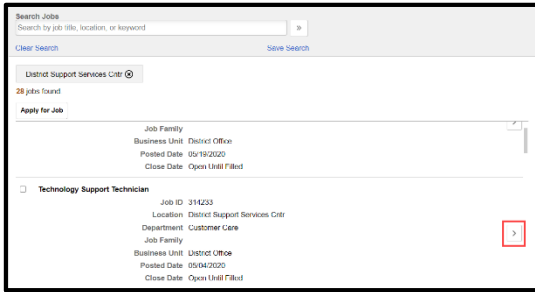 Search Jobs
Search by job title, location, or keyword
»
Clear Search Save Search
District Support Services Cntr
28 jobs found
Apply for Job
Job Family
Business Unit District Office
Posted Date 05/19/2020
Close Date Open Until Filled
Technology Support Technician
Job ID 314233
Location District Support Services Cntr
Department Customer Care
Job Family
Business Unit District Office
Posted Date 05/04/2020
Close Date Open Until Filled